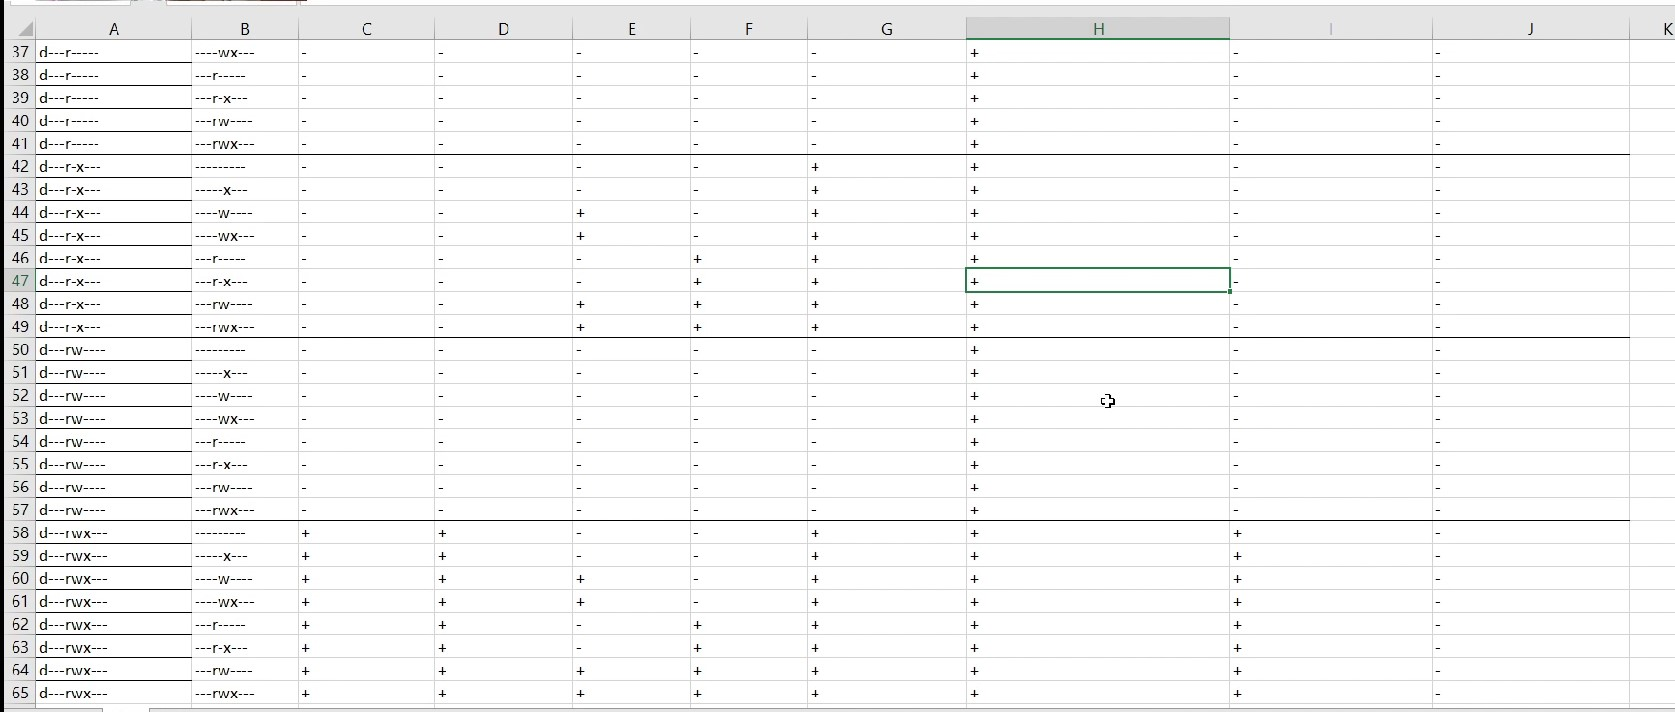 A B C D E F G H I J K
37 d---r----- ----wx--- - - - - - + - -
38 d---r----- ---r----- - - - - - + - -
39 d---r----- ---r-x--- - - - - - + - -
40 d---r----- ---rw---- - - - - - + - -
41 d---r----- ---rwx--- - - - - - + - -
42 d---r-x--- --------- - - - - + + - -
43 d---r-x--- -----x--- - - - - + + - -
44 d---r-x--- ----w---- - - + - + + - -
45 d---r-x--- ----wx--- - - + - + + - -
46 d---r-x--- ---r----- - - - + + + - -
47 d---r-x--- ---r-x--- - - - + + + - -
48 d---r-x--- ---rw---- - - + + + + - -
49 d---r-x--- ---rwx--- - - + + + + - -
50 d---rw---- --------- - - - - - + - -
51 d---rw---- -----x--- - - - - - + - -
52 d---rw---- ----w---- - - - - - + - -
53 d---rw---- ----wx--- - - - - - + - -
54 d---rw---- ---r----- - - - - - + - -
55 d---rw---- ---r-x--- - - - - - + - -
56 d---rw---- ---rw---- - - - - - + - -
57 d---rw---- ---rwx--- - - - - - + - -
58 d---rwx--- --------- + + - - + + + -
59 d---rwx--- -----x--- + + - - + + + -
60 d---rwx--- ----w---- + + + - + + + -
61 d---rwx--- ----wx--- + + + - + + + -
62 d---rwx--- ---r----- + + - + + + + -
63 d---rwx--- ---r-x--- + + - + + + + -
64 d---rwx--- ---rw---- + + + + + + + -
65 d---rwx--- ---rwx--- + + + + + + + -